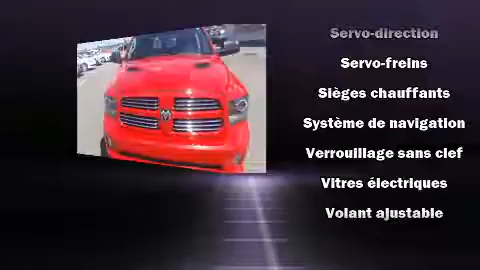 Servo-direction
Servo-freins
Sièges chauffants
Système de navigation
Verrouillage sans clef
Vitres électriques
Volant ajustable